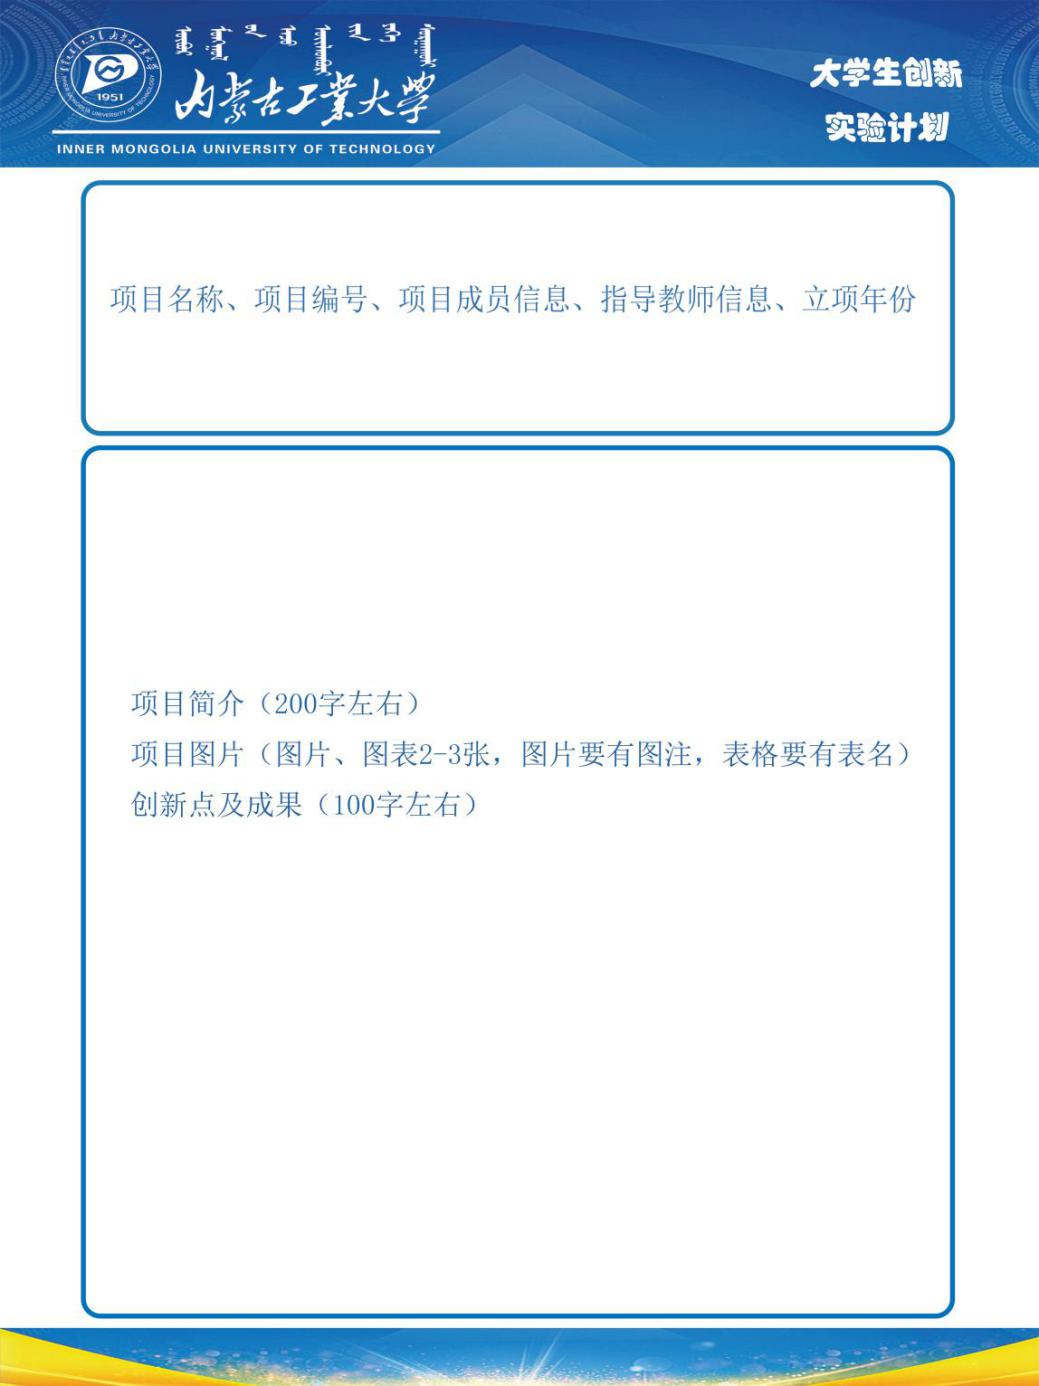 内蒙古工业大学
INNER MONGOLIA UNIVERSITY OF TECHNOLOGY
1951
大学生创新
实验计划
项目名称、项目编号、项目成员信息、指导教师信息、立项年份
项目简介（200字左右）
项目图片（图片、图表2-3张，图片要有图注，表格要有表名）
创新点及成果（100字左右）